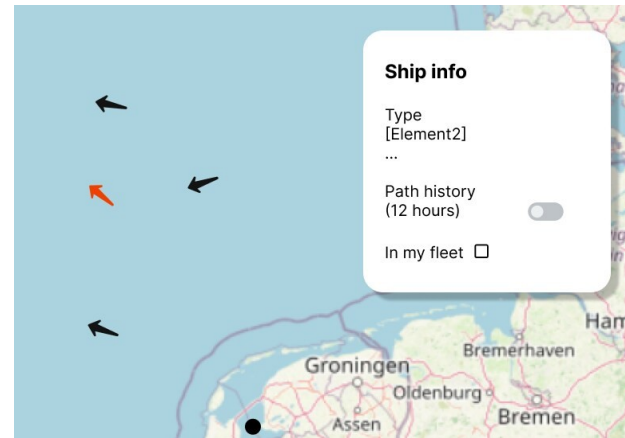 Ship info
Type
[Element2]
...
Path history
(12 hours)
In my fleet
Ham
Bremerhaven
Groningen
Oldenburg
Assen
Bremen